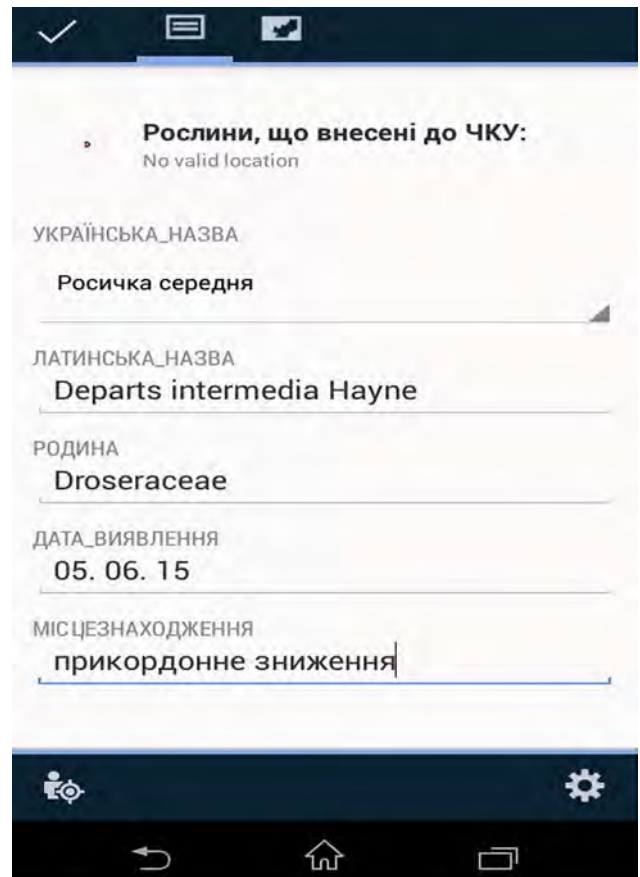 Рослини, що внесені до ЧКУ:
No valid location
УКРАЇНСЬКА_НАЗВА
Росичка середня
ЛАТИНСЬКА_НАЗВА
Departs intermedia Hayne
РОДИНА
Droseraceae
ДАТА_ВИЯВЛЕННЯ
05. 06. 15
МІСЦЕЗНАХОДЖЕННЯ
прикордонне зниження